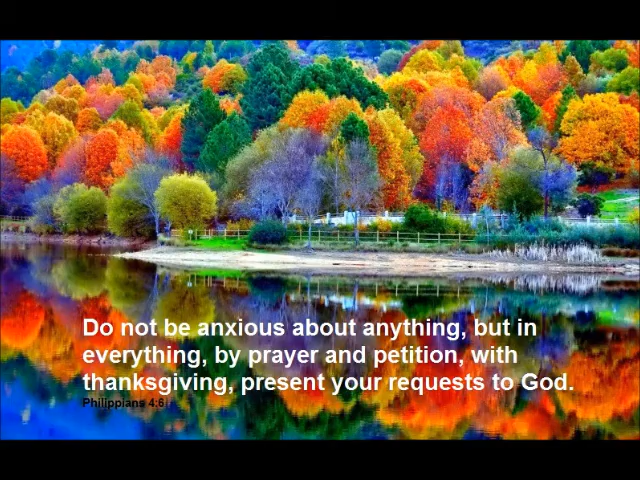 Do not be anxious about anything, but in
everything, by prayer and petition, with
thanksgiving, present your requests to God.
Philippians 4:6